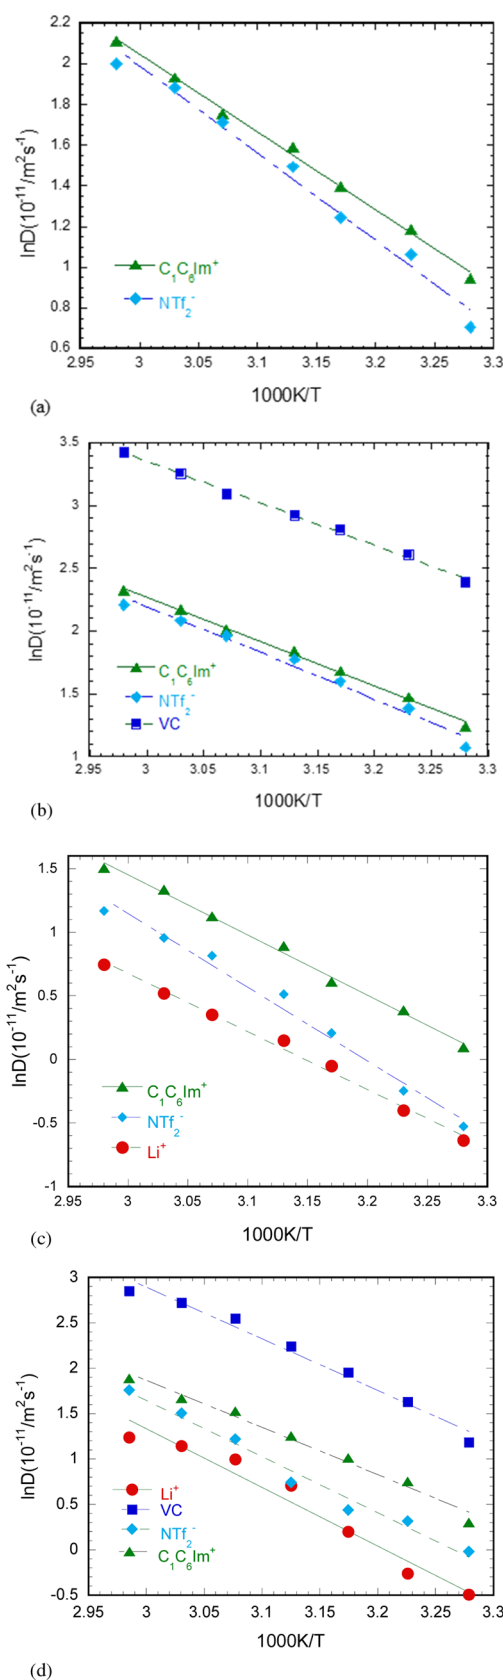 2.2
2
1.8
1.6
1.4
1.2
1
0.8
0.6
lnD(10⁻¹¹/m²s⁻¹)
C₁C₆Im⁺
NTf₂⁻
2.95 3 3.05 3.1 3.15 3.2 3.25 3.3
1000K/T
(a)
3.5
3
2.5
2
1.5
1
lnD(10⁻¹¹/m²s⁻¹)
C₁C₆Im⁺
NTf₂⁻
VC
2.95 3 3.05 3.1 3.15 3.2 3.25 3.3
1000K/T
(b)
1.5
1
0.5
0
-0.5
-1
lnD(10⁻¹¹/m²s⁻¹)
C₁C₆Im⁺
NTf₂⁻
Li⁺
2.95 3 3.05 3.1 3.15 3.2 3.25 3.3
1000K/T
(c)
3
2.5
2
1.5
1
0.5
0
-0.5
lnD(10⁻¹¹/m²s⁻¹)
Li⁺
VC
NTf₂⁻
C₁C₆Im⁺
2.95 3 3.05 3.1 3.15 3.2 3.25 3.3
1000K/T
(d)